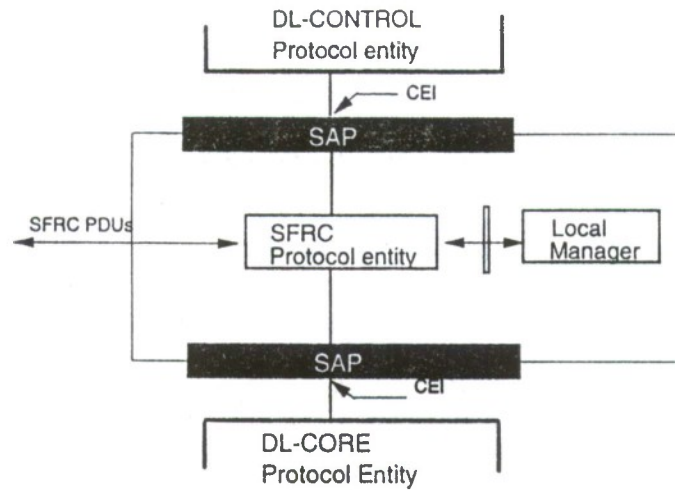 DL-CONTROL
Protocol entity
CEI
SAP
SFRC PDUs
SFRC
Protocol entity
Local
Manager
SAP
CEI
DL-CORE
Protocol Entity